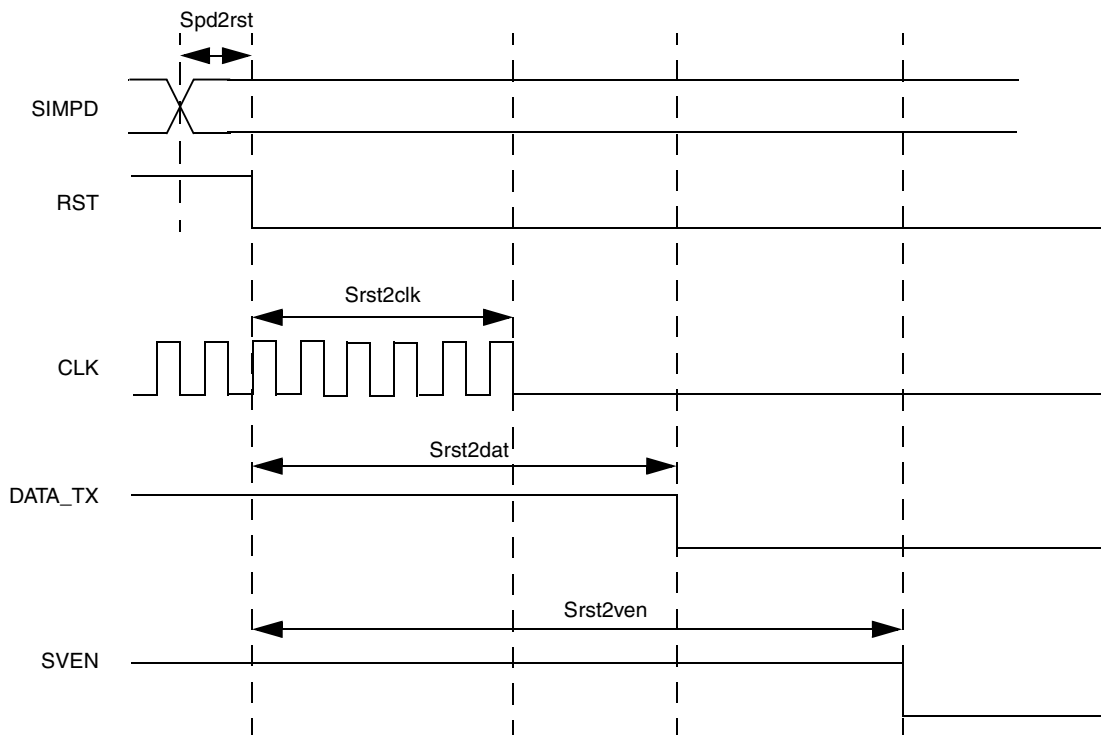 Spd2rst
SIMPD
RST
Srst2clk
CLK
Srst2dat
DATA_TX
Srst2ven
SVEN